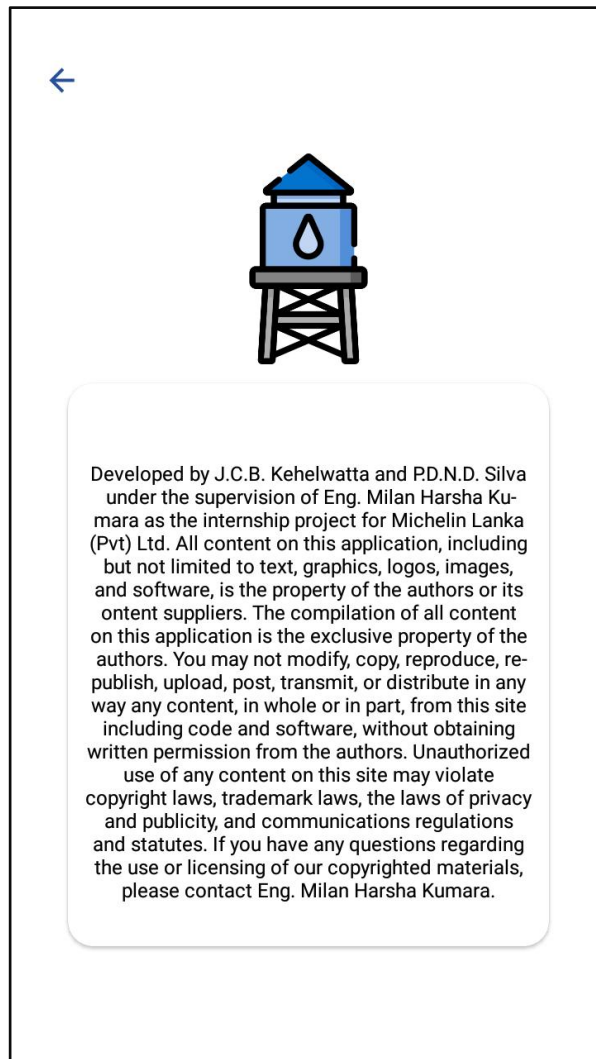 Developed by J.C.B. Kehelwatta and P.D.N.D. Silva
under the supervision of Eng. Milan Harsha Ku-
mara as the internship project for Michelin Lanka
(Pvt) Ltd. All content on this application, including
but not limited to text, graphics, logos, images,
and software, is the property of the authors or its
ontent suppliers. The compilation of all content
on this application is the exclusive property of the
authors. You may not modify, copy, reproduce, re-
publish, upload, post, transmit, or distribute in any
way any content, in whole or in part, from this site
including code and software, without obtaining
written permission from the authors. Unauthorized
use of any content on this site may violate
copyright laws, trademark laws, the laws of privacy
and publicity, and communications regulations
and statutes. If you have any questions regarding
the use or licensing of our copyrighted materials,
please contact Eng. Milan Harsha Kumara.